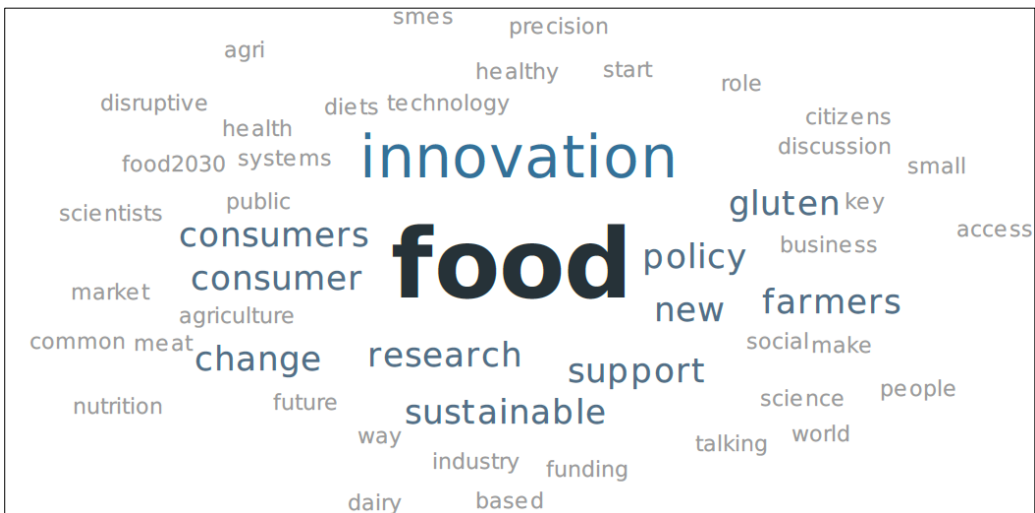 smes
precision
agri
healthy
start
role
disruptive
diets
technology
citizens
health
innovation
discussion
food2030
systems
small
public
gluten
key
scientists
consumers
food
policy
business
access
consumer
market
new
farmers
agriculture
common
meat
change
research
support
social
make
nutrition
future
sustainable
science
people
way
talking
world
industry
funding
dairy
based